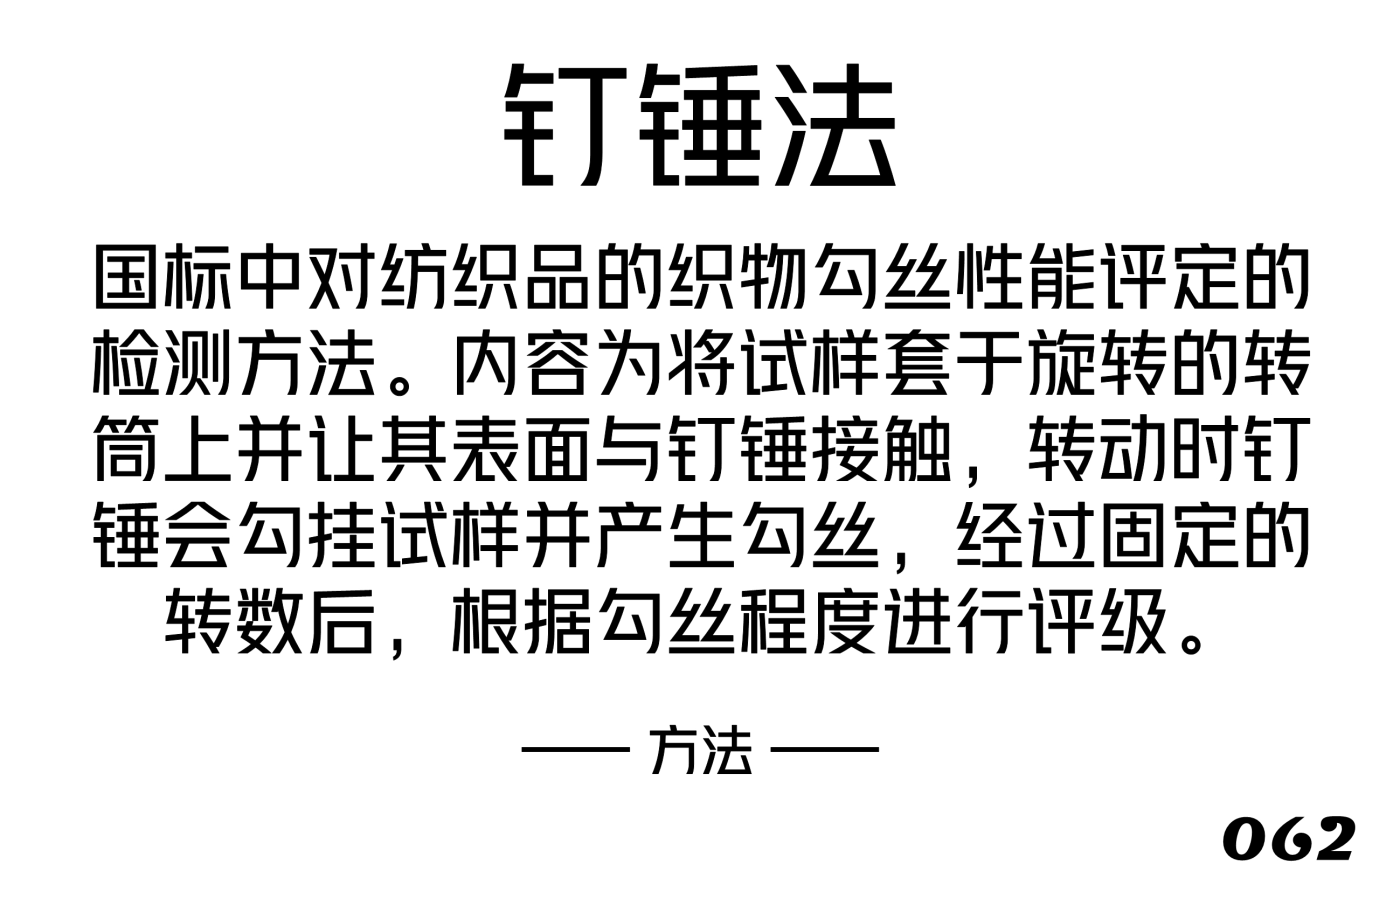 钉锤法
国标中对纺织品的织物勾丝性能评定的
检测方法。内容为将试样套于旋转的转
筒上并让其表面与钉锤接触，转动时钉
锤会勾挂试样并产生勾丝，经过固定的
转数后，根据勾丝程度进行评级。
—— 方法 ——
062